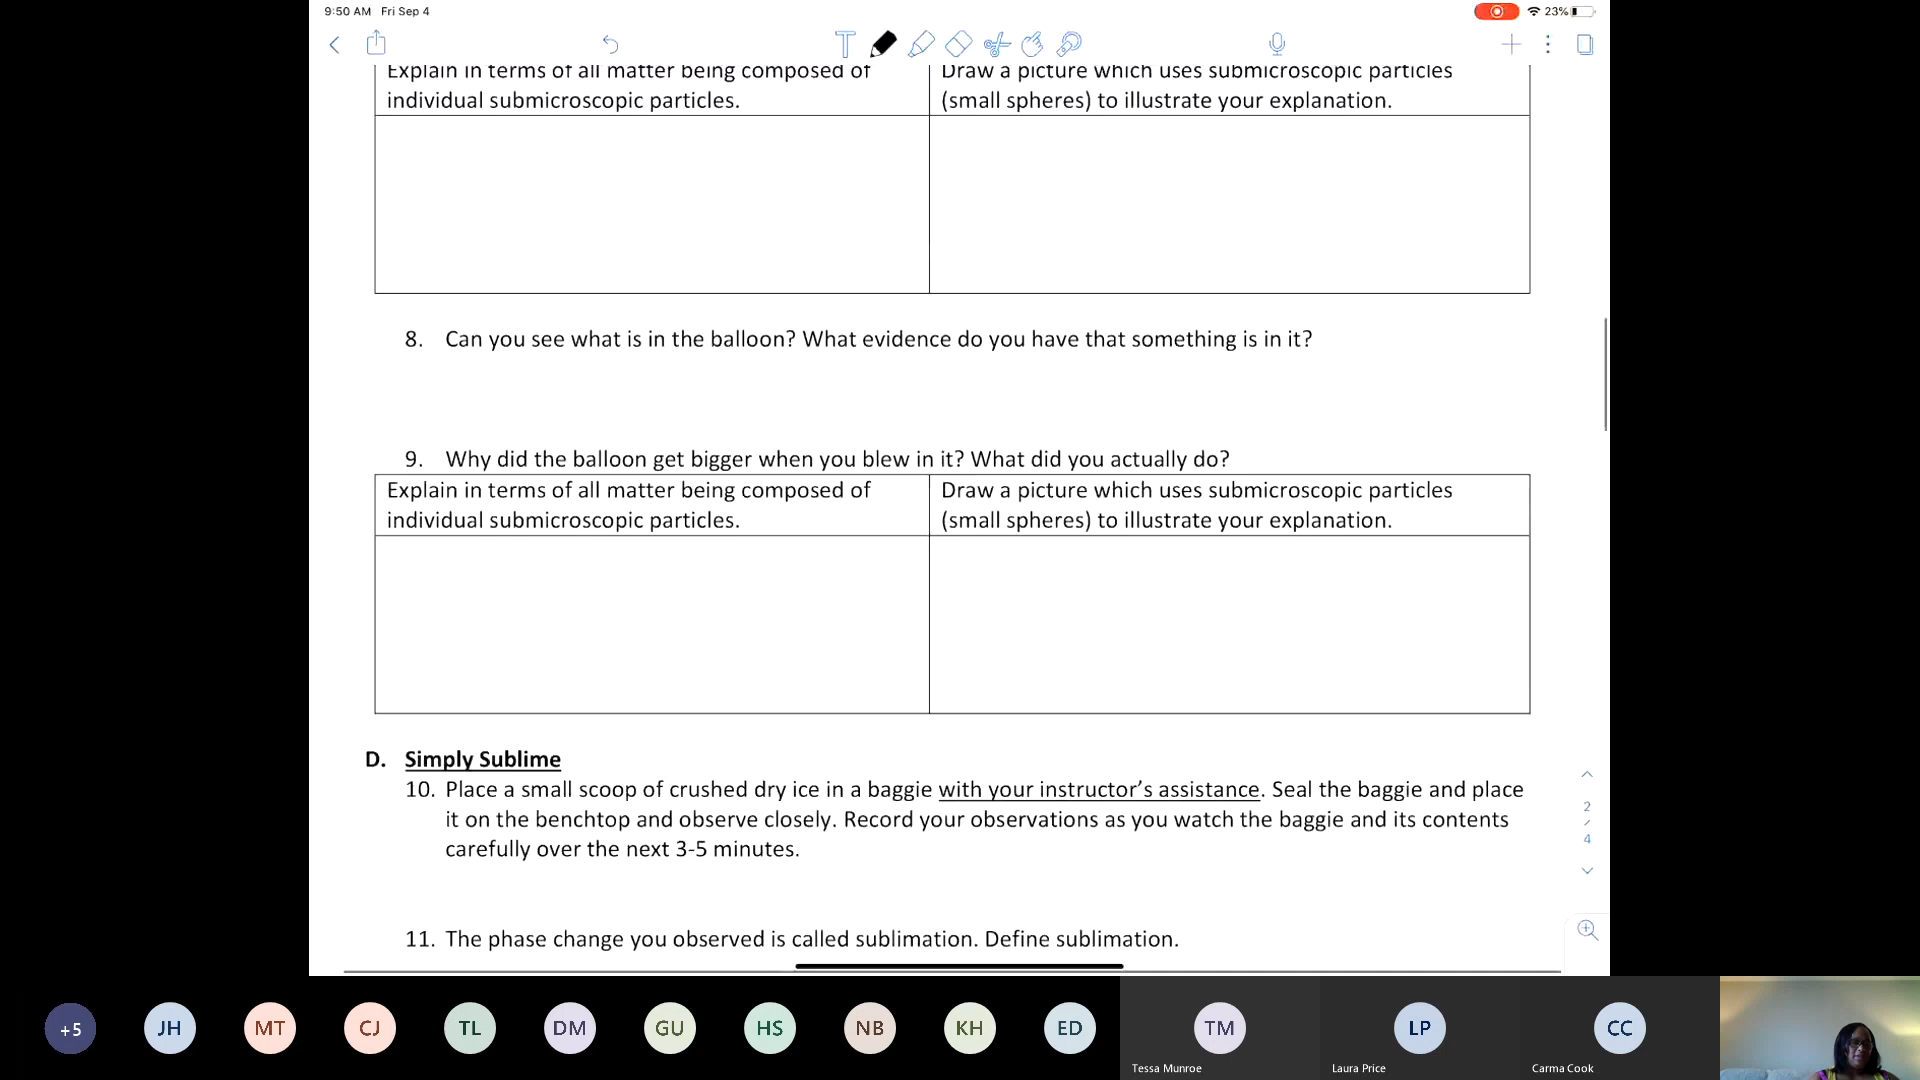 9:50 AM Fri Sep 4
23%
Explain in terms of all matter being composed of
individual submicroscopic particles.
Draw a picture which uses submicroscopic particles
(small spheres) to illustrate your explanation.
8. Can you see what is in the balloon? What evidence do you have that something is in it?
9. Why did the balloon get bigger when you blew in it? What did you actually do?
Explain in terms of all matter being composed of
individual submicroscopic particles.
Draw a picture which uses submicroscopic particles
(small spheres) to illustrate your explanation.
D. Simply Sublime
10. Place a small scoop of crushed dry ice in a baggie with your instructor's assistance. Seal the baggie and place
it on the benchtop and observe closely. Record your observations as you watch the baggie and its contents
carefully over the next 3-5 minutes.
2
/
4
11. The phase change you observed is called sublimation. Define sublimation.
+5
JH
MT
CJ
TL
DM
GU
HS
NB
KH
ED
TM
LP
CC
Tessa Munroe
Laura Price
Carma Cook